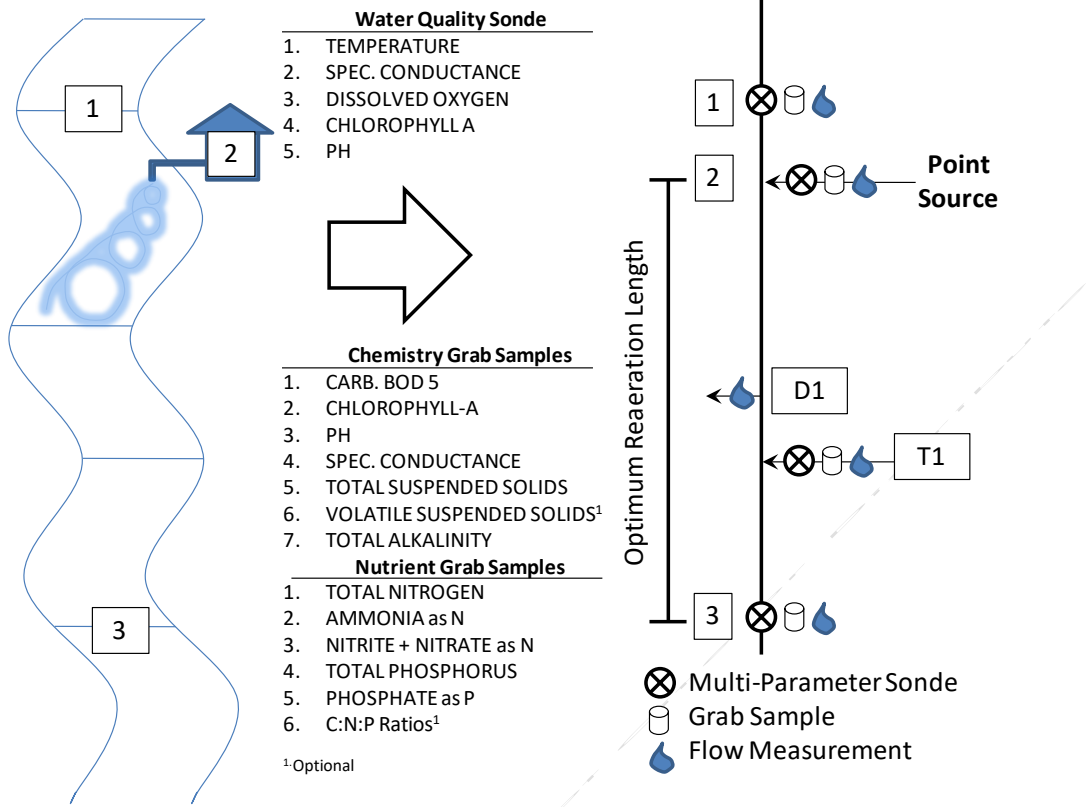 1
2
3
Water Quality Sonde
1. TEMPERATURE
2. SPEC. CONDUCTANCE
3. DISSOLVED OXYGEN
4. CHLOROPHYLL A
5. PH
Chemistry Grab Samples
1. CARB. BOD 5
2. CHLOROPHYLL-A
3. PH
4. SPEC. CONDUCTANCE
5. TOTAL SUSPENDED SOLIDS
6. VOLATILE SUSPENDED SOLIDS¹
7. TOTAL ALKALINITY
Nutrient Grab Samples
1. TOTAL NITROGEN
2. AMMONIA as N
3. NITRITE + NITRATE as N
4. TOTAL PHOSPHORUS
5. PHOSPHATE as P
6. C:N:P Ratios¹
¹·Optional
1
2
Point
Source
Optimum Reaeration Length
D1
T1
3
Multi-Parameter Sonde
Grab Sample
Flow Measurement